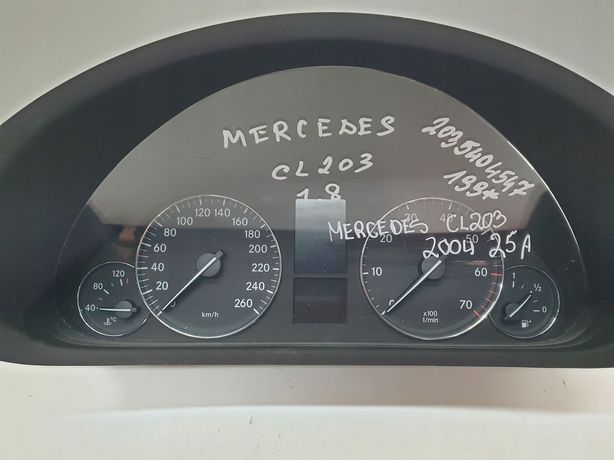 MERCEDES
CL203
1.8
2035404547
199*
MERCEDES CL203
2004 25A
40 80 120 °C
0 20 40 60 80 100 120 140 160 180 200 220 240 260
km/h
0 10 20 30 40 50 60 70
x100
1/min
1 ½ 0